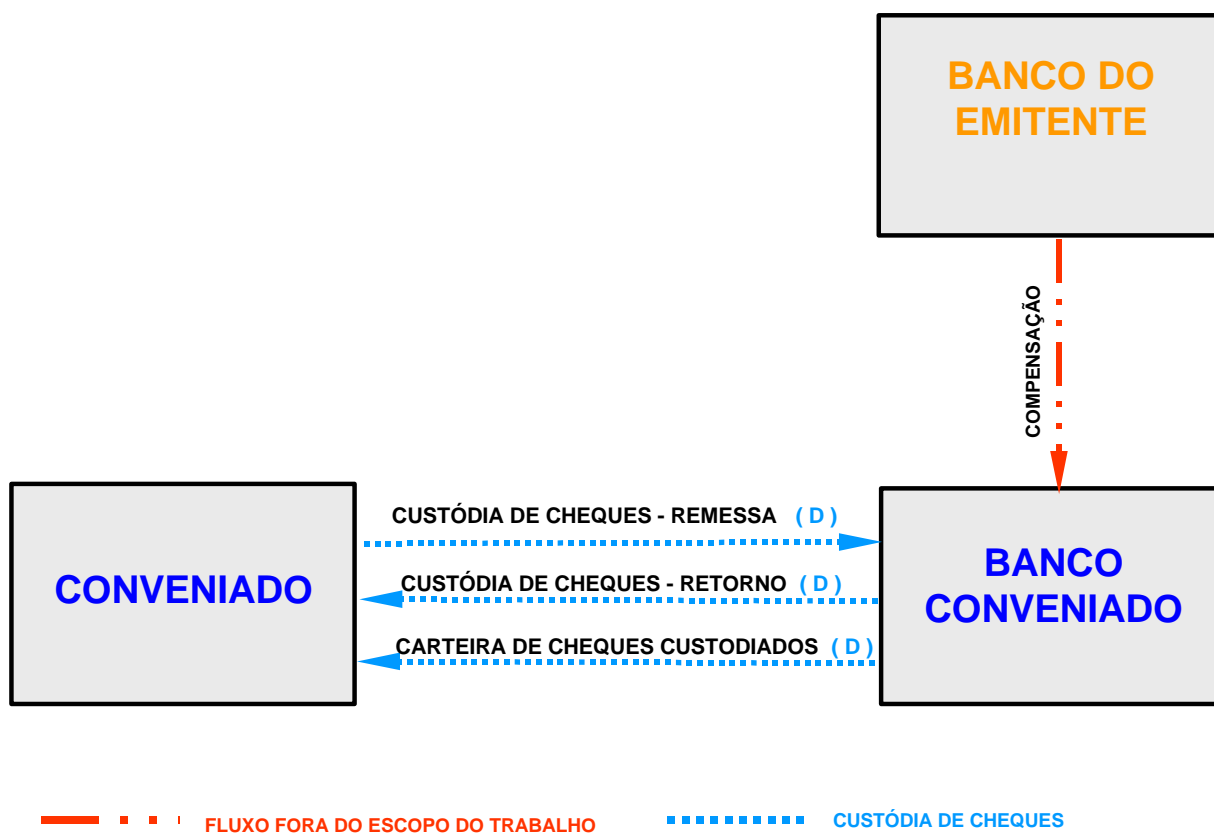 BANCO DO
EMITENTE
COMPENSAÇÃO
CUSTÓDIA DE CHEQUES - REMESSA ( D )
CONVENIADO
CUSTÓDIA DE CHEQUES - RETORNO ( D )
BANCO
CONVENIADO
CARTEIRA DE CHEQUES CUSTODIADOS ( D )
FLUXO FORA DO ESCOPO DO TRABALHO
CUSTÓDIA DE CHEQUES